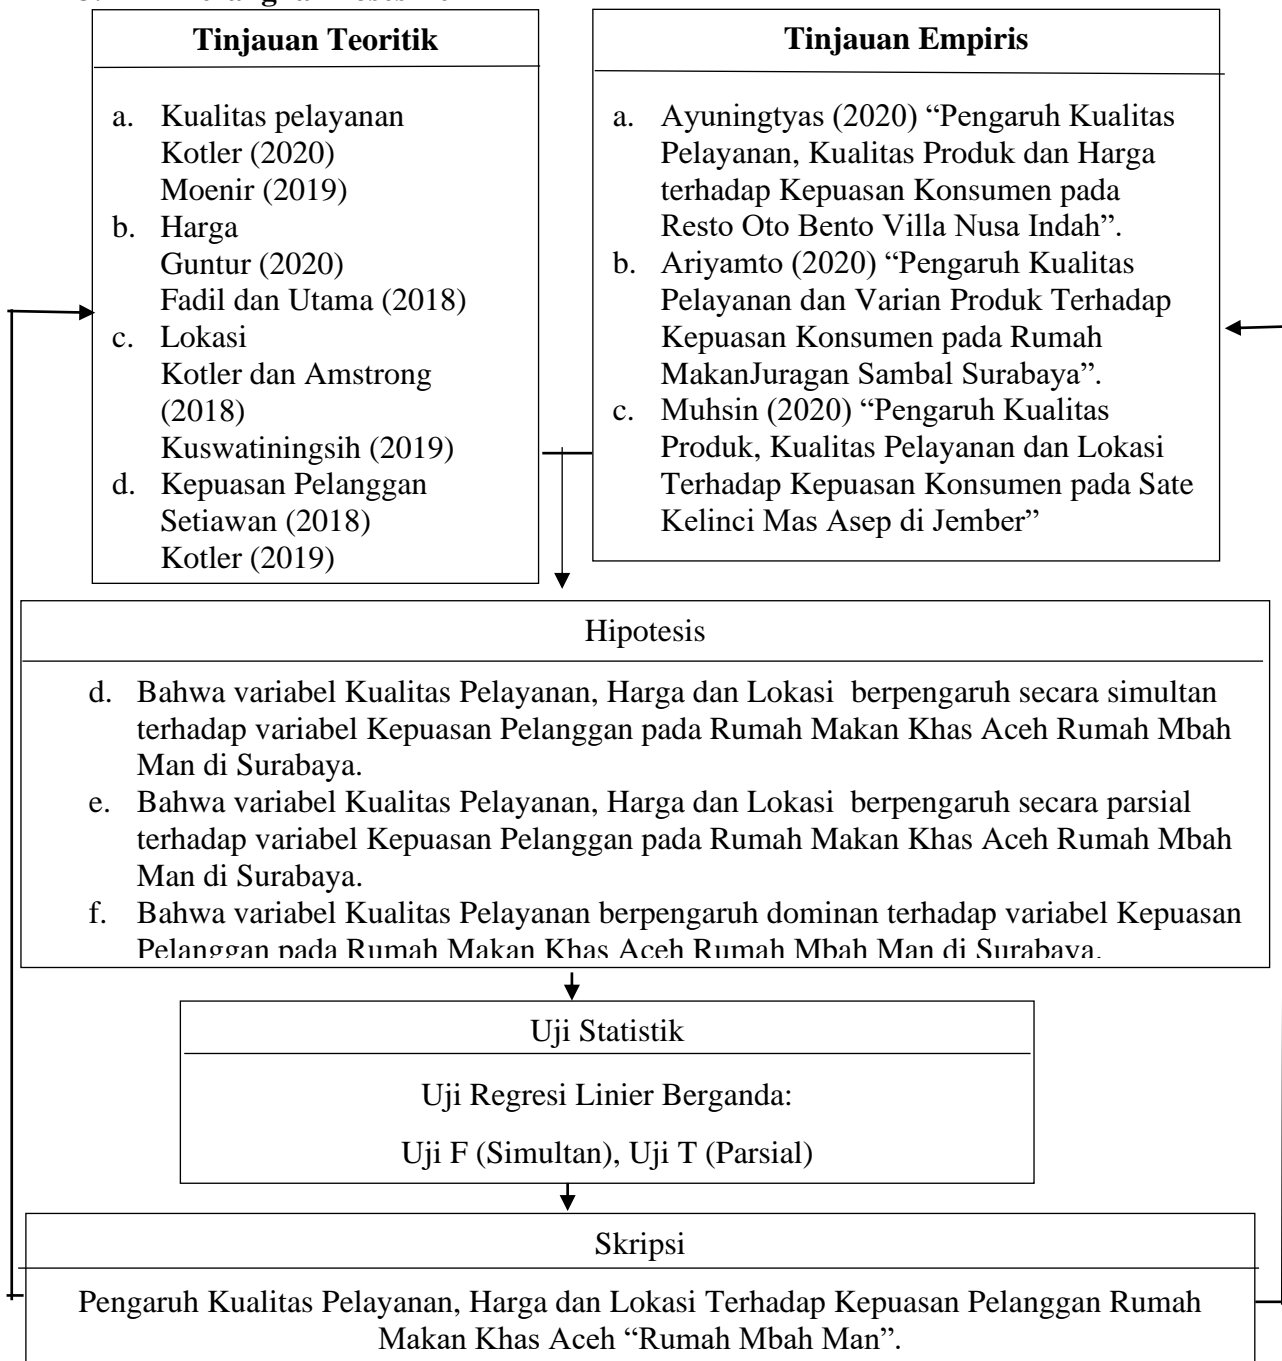 Tinjauan Teoritik
a. Kualitas pelayanan
Kotler (2020)
Moenir (2019)
b. Harga
Guntur (2020)
Fadil dan Utama (2018)
c. Lokasi
Kotler dan Amstrong
(2018)
Kuswatiningsih (2019)
d. Kepuasan Pelanggan
Setiawan (2018)
Kotler (2019)
Tinjauan Empiris
a. Ayuningtyas (2020) “Pengaruh Kualitas
Pelayanan, Kualitas Produk dan Harga
terhadap Kepuasan Konsumen pada
Resto Oto Bento Villa Nusa Indah”.
b. Ariyamto (2020) “Pengaruh Kualitas
Pelayanan dan Varian Produk Terhadap
Kepuasan Konsumen pada Rumah
MakanJuragan Sambal Surabaya”.
c. Muhsin (2020) “Pengaruh Kualitas
Produk, Kualitas Pelayanan dan Lokasi
Terhadap Kepuasan Konsumen pada Sate
Kelinci Mas Asep di Jember”
Hipotesis
d. Bahwa variabel Kualitas Pelayanan, Harga dan Lokasi berpengaruh secara simultan
terhadap variabel Kepuasan Pelanggan pada Rumah Makan Khas Aceh Rumah Mbah
Man di Surabaya.
e. Bahwa variabel Kualitas Pelayanan, Harga dan Lokasi berpengaruh secara parsial
terhadap variabel Kepuasan Pelanggan pada Rumah Makan Khas Aceh Rumah Mbah
Man di Surabaya.
f. Bahwa variabel Kualitas Pelayanan berpengaruh dominan terhadap variabel Kepuasan
Pelanggan pada Rumah Makan Khas Aceh Rumah Mbah Man di Surabaya.
Uji Statistik
Uji Regresi Linier Berganda:
Uji F (Simultan), Uji T (Parsial)
Skripsi
Pengaruh Kualitas Pelayanan, Harga dan Lokasi Terhadap Kepuasan Pelanggan Rumah
Makan Khas Aceh “Rumah Mbah Man”.